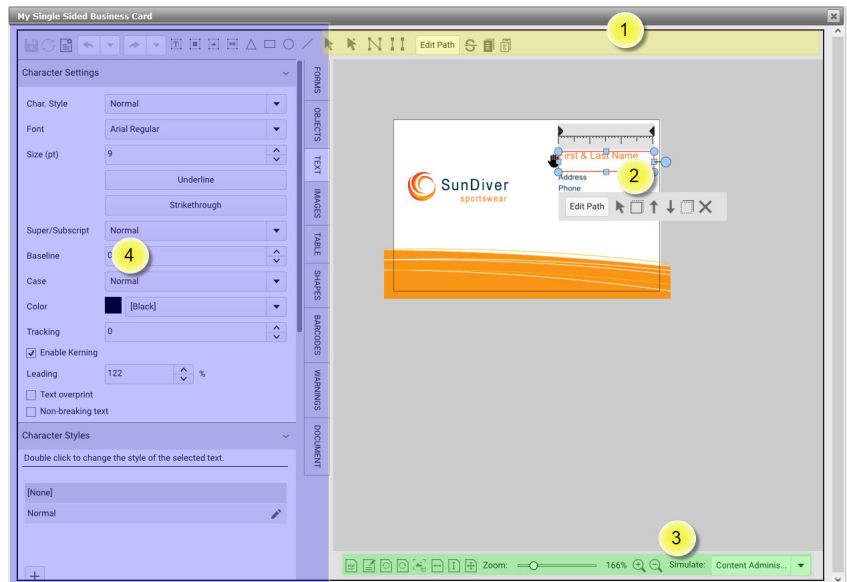 My Single Sided Business Card
1
Edit Path
Character Settings
Char. Style Normal
Font Arial Regular
Size (pt) 9
Underline
Strikethrough
Super/Subscript Normal
Baseline 0
4
Case Normal
Color [Black]
Tracking 0
Enable Kerning
Leading 122 %
Text overprint
Non-breaking text
Character Styles
Double click to change the style of the selected text.
[None]
Normal
FORMS
OBJECTS
TEXT
IMAGES
TABLE
SHAPES
BARCODES
WARNINGS
DOCUMENT
SunDiver
sportswear
First & Last Name
Address
Phone
2
Edit Path
3
Zoom: 166% Simulate: Content Adminis...